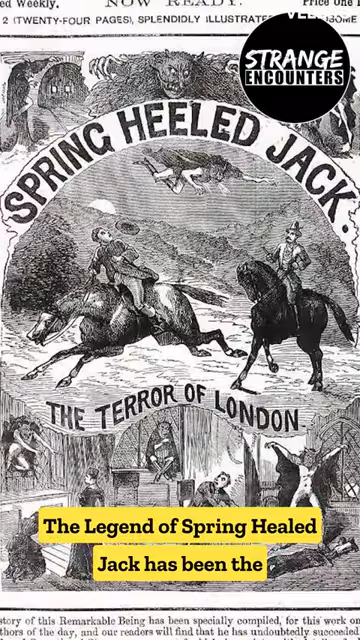 ed Weekly.
NOW READY.
Price One
2 (TWENTY-FOUR PAGES), SPLENDIDLY ILLUSTRATE
SOME
STRANGE
ENCOUNTERS
SPRING HEELED JACK.
THE TERROR OF LONDON
The Legend of Spring Healed
Jack has been the
story of this Remarkable Being has been specially compiled, for this work on
thors of the day, and our readers will find that he has undoubtedly succeeded